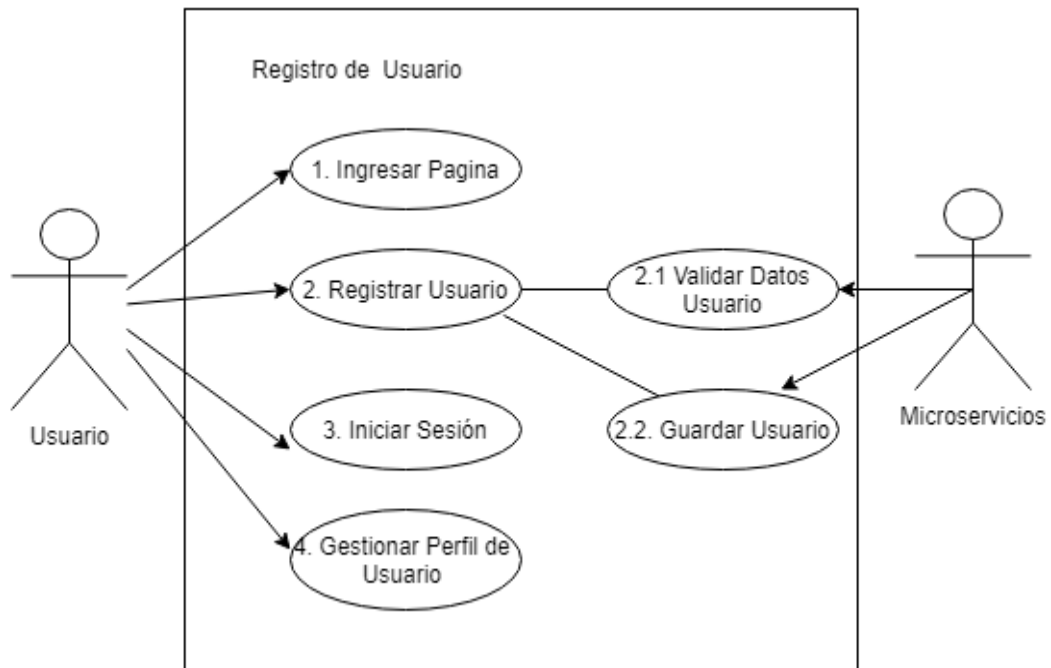 Registro de Usuario
1. Ingresar Pagina
2. Registrar Usuario
2.1 Validar Datos
Usuario
3. Iniciar Sesión
2.2. Guardar Usuario
Usuario
Microservicios
4. Gestionar Perfil de
Usuario